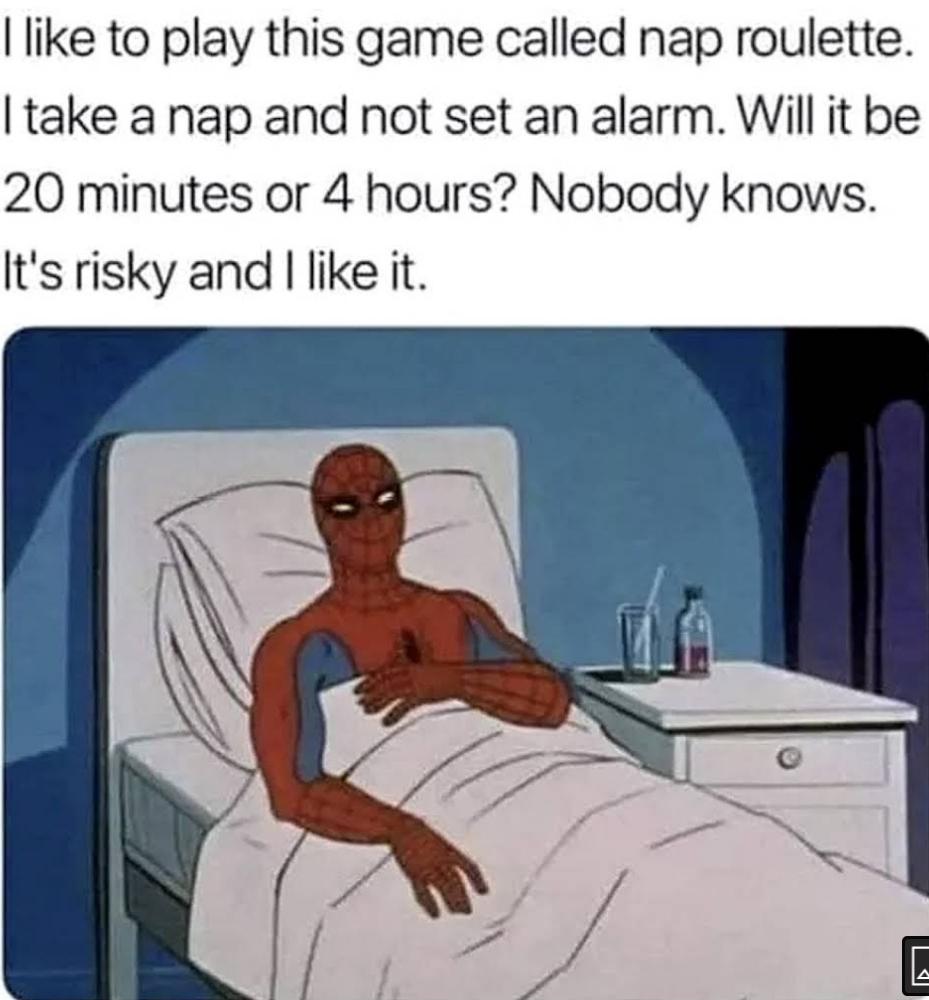 I like to play this game called nap roulette.
I take a nap and not set an alarm. Will it be
20 minutes or 4 hours? Nobody knows.
It's risky and I like it.